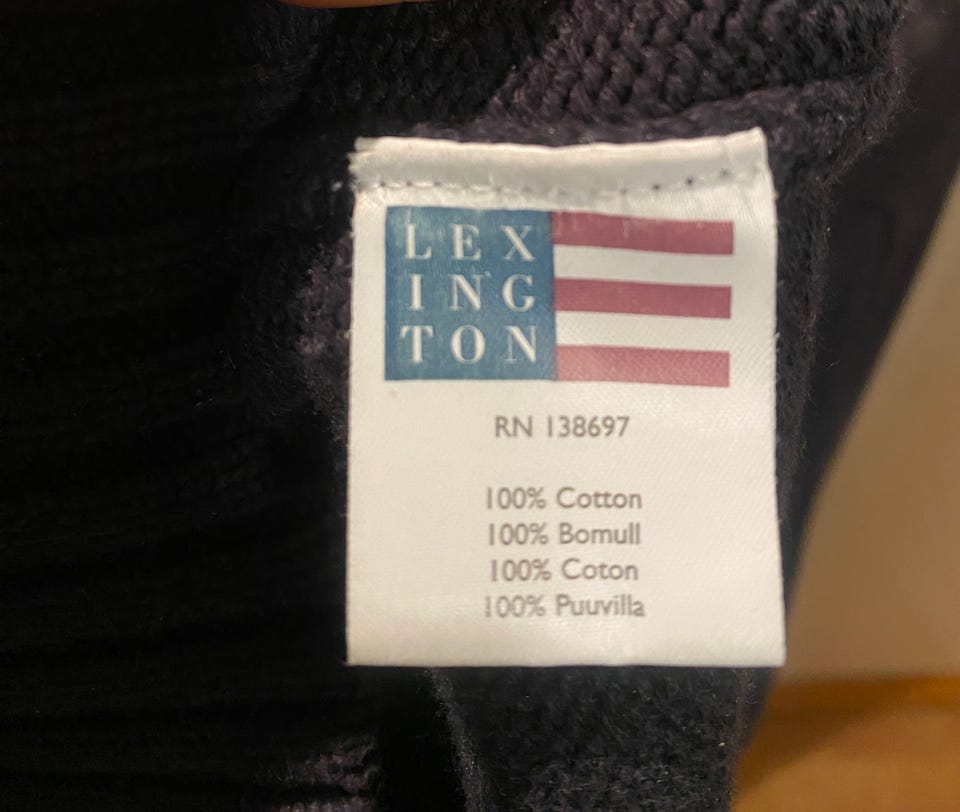 LEX
ING
TON
RN 138697
100% Cotton
100% Bomull
100% Coton
100% Puuvilla